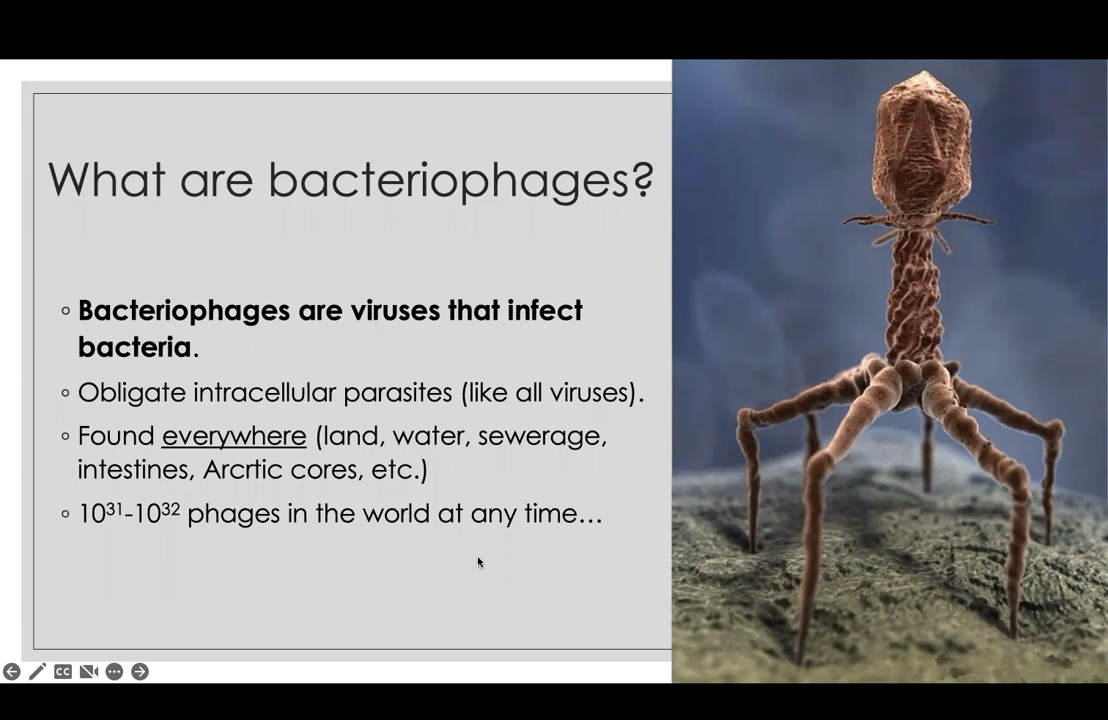 What are bacteriophages?
◦ Bacteriophages are viruses that infect
bacteria.
◦ Obligate intracellular parasites (like all viruses).
◦ Found everywhere (land, water, sewerage,
intestines, Arcrtic cores, etc.)
◦ 10³¹-10³² phages in the world at any time…
CC